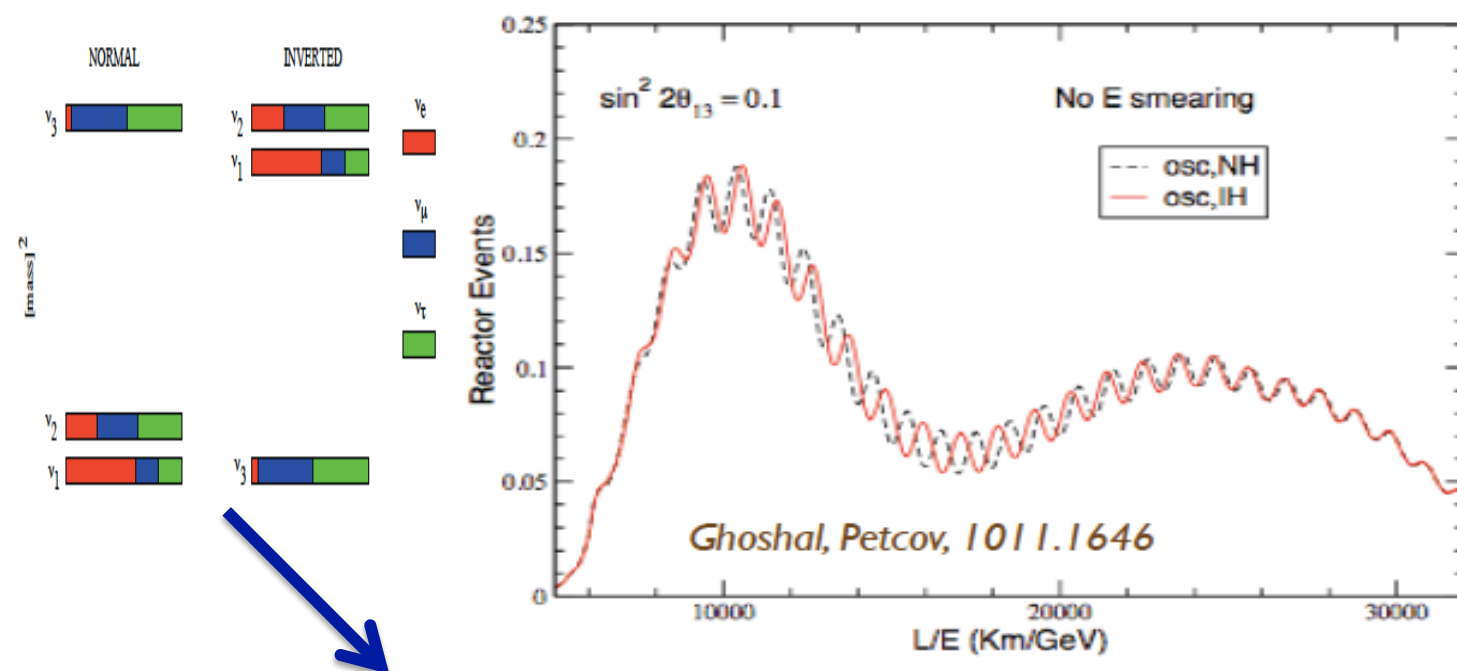 NORMAL
INVERTED
ν3
ν2
ν1
νe
νμ
ντ
[mass]2
ν2
ν1
ν3
0.25
0.2
0.15
0.1
0.05
0
Reactor Events
sin2 2θ13 = 0.1
No E smearing
osc,NH
osc,IH
Ghoshal, Petcov, 1011.1646
10000
20000
30000
L/E (Km/GeV)